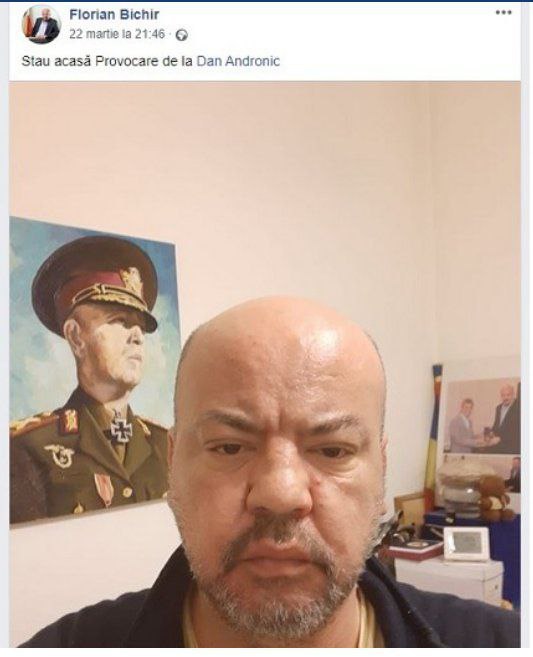 Florian Bichir
22 martie la 21:46 ·
Stau acasă Provocare de la Dan Andronic